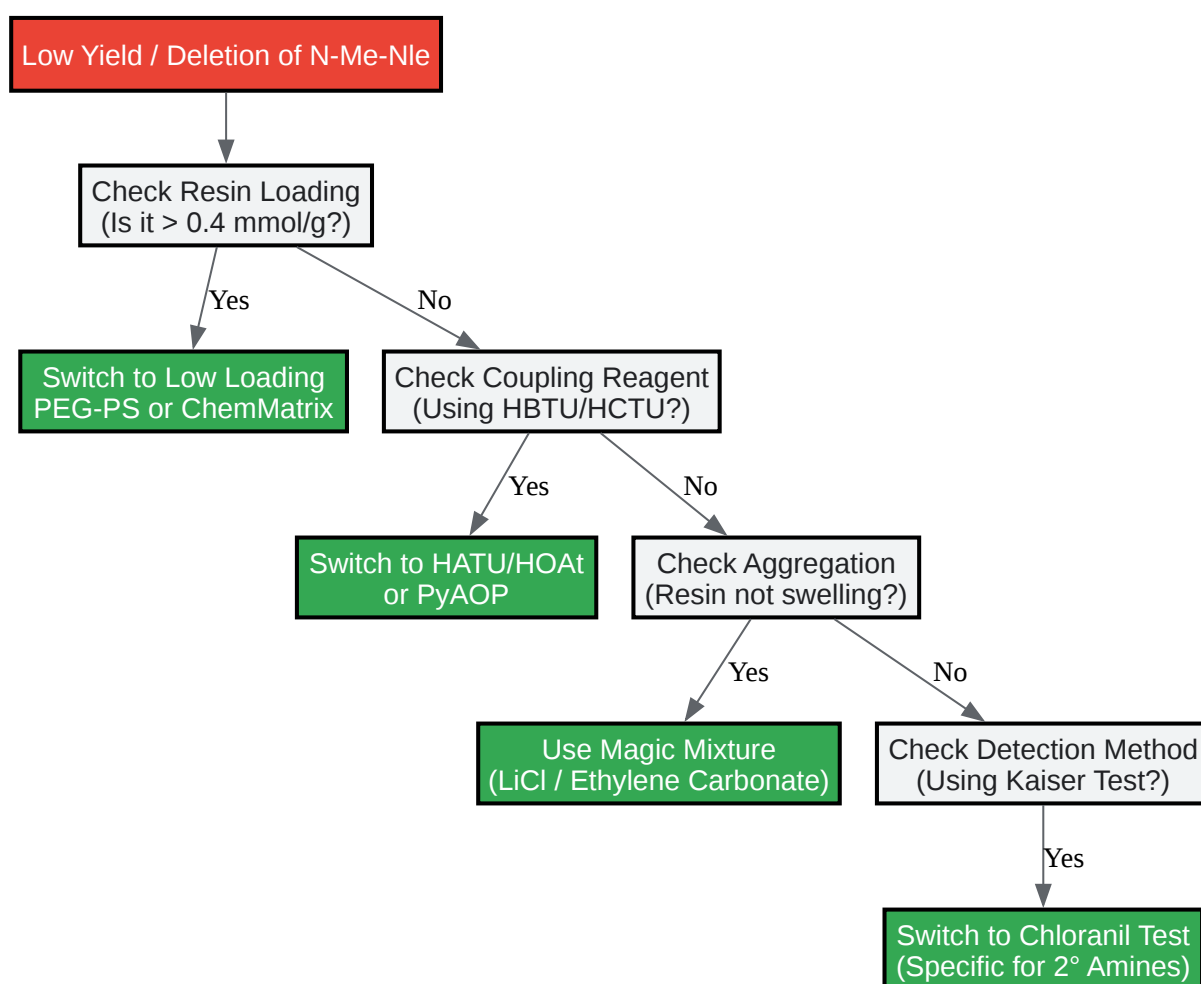 Low Yield / Deletion of N-Me-Nle
Check Resin Loading
(Is it > 0.4 mmol/g?)
Yes
No
Switch to Low Loading
PEG-PS or ChemMatrix
Check Coupling Reagent
(Using HBTU/HCTU?)
Yes
No
Switch to HATU/HOAt
or PyAOP
Check Aggregation
(Resin not swelling?)
Yes
No
Use Magic Mixture
(LiCl / Ethylene Carbonate)
Check Detection Method
(Using Kaiser Test?)
Yes
Switch to Chloranil Test
(Specific for 2° Amines)